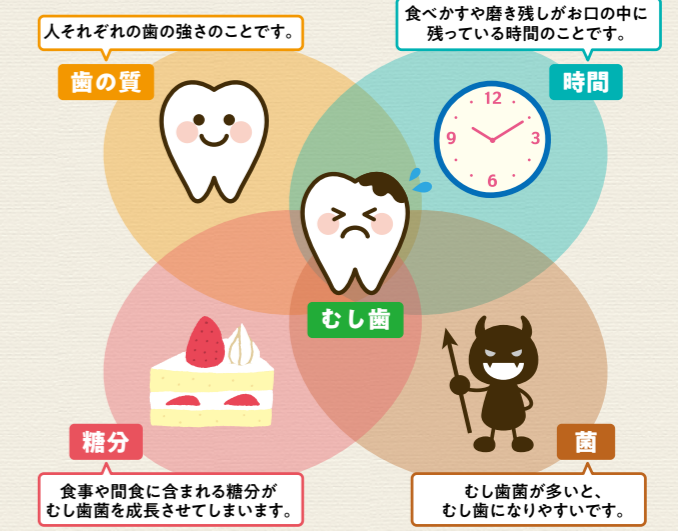 人それぞれの歯の強さのことです。
歯の質
食べかすや磨き残しがお口の中に
残っている時間のことです。
時間
12
9
3
6
むし歯
糖分
食事や間食に含まれる糖分が
むし歯菌を成長させてしまいます。
菌
むし歯菌が多いと、
むし歯になりやすいです。